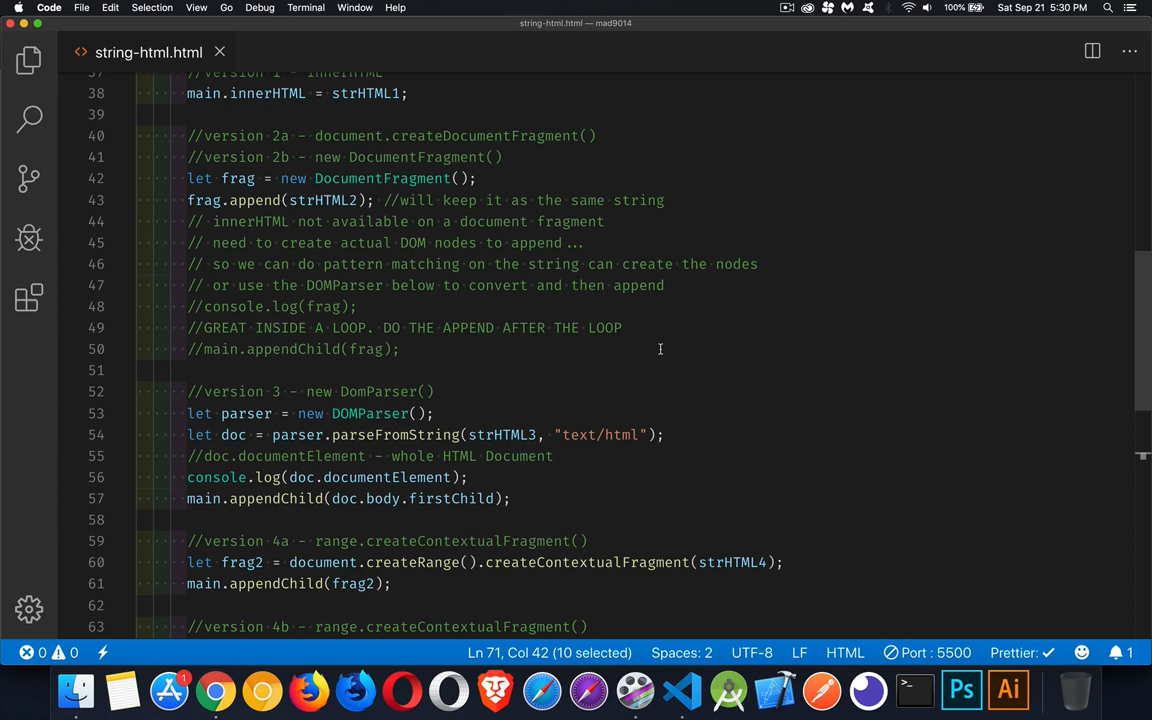 Code File Edit Selection View Go Debug Terminal Window Help 100% Sat Sep 21 5:30 PM
string-html.html — mad9014
<> string-html.html
37 //version 1 - innerHTML
38 main.innerHTML = strHTML1;
39
40 //version 2a - document.createDocumentFragment()
41 //version 2b - new DocumentFragment()
42 let frag = new DocumentFragment();
43 frag.append(strHTML2); //will keep it as the same string
44 // innerHTML not available on a document fragment
45 // need to create actual DOM nodes to append...
46 // so we can do pattern matching on the string can create the nodes
47 // or use the DOMParser below to convert and then append
48 //console.log(frag);
49 //GREAT INSIDE A LOOP. DO THE APPEND AFTER THE LOOP
50 //main.appendChild(frag);
51
52 //version 3 - new DomParser()
53 let parser = new DOMParser();
54 let doc = parser.parseFromString(strHTML3, "text/html");
55 //doc.documentElement - whole HTML Document
56 console.log(doc.documentElement);
57 main.appendChild(doc.body.firstChild);
58
59 //version 4a - range.createContextualFragment()
60 let frag2 = document.createRange().createContextualFragment(strHTML4);
61 main.appendChild(frag2);
62
63 //version 4b - range.createContextualFragment()
0 0 Ln 71, Col 42 (10 selected) Spaces: 2 UTF-8 LF HTML Port : 5500 Prettier: 1
1
>_
Ps
Ai